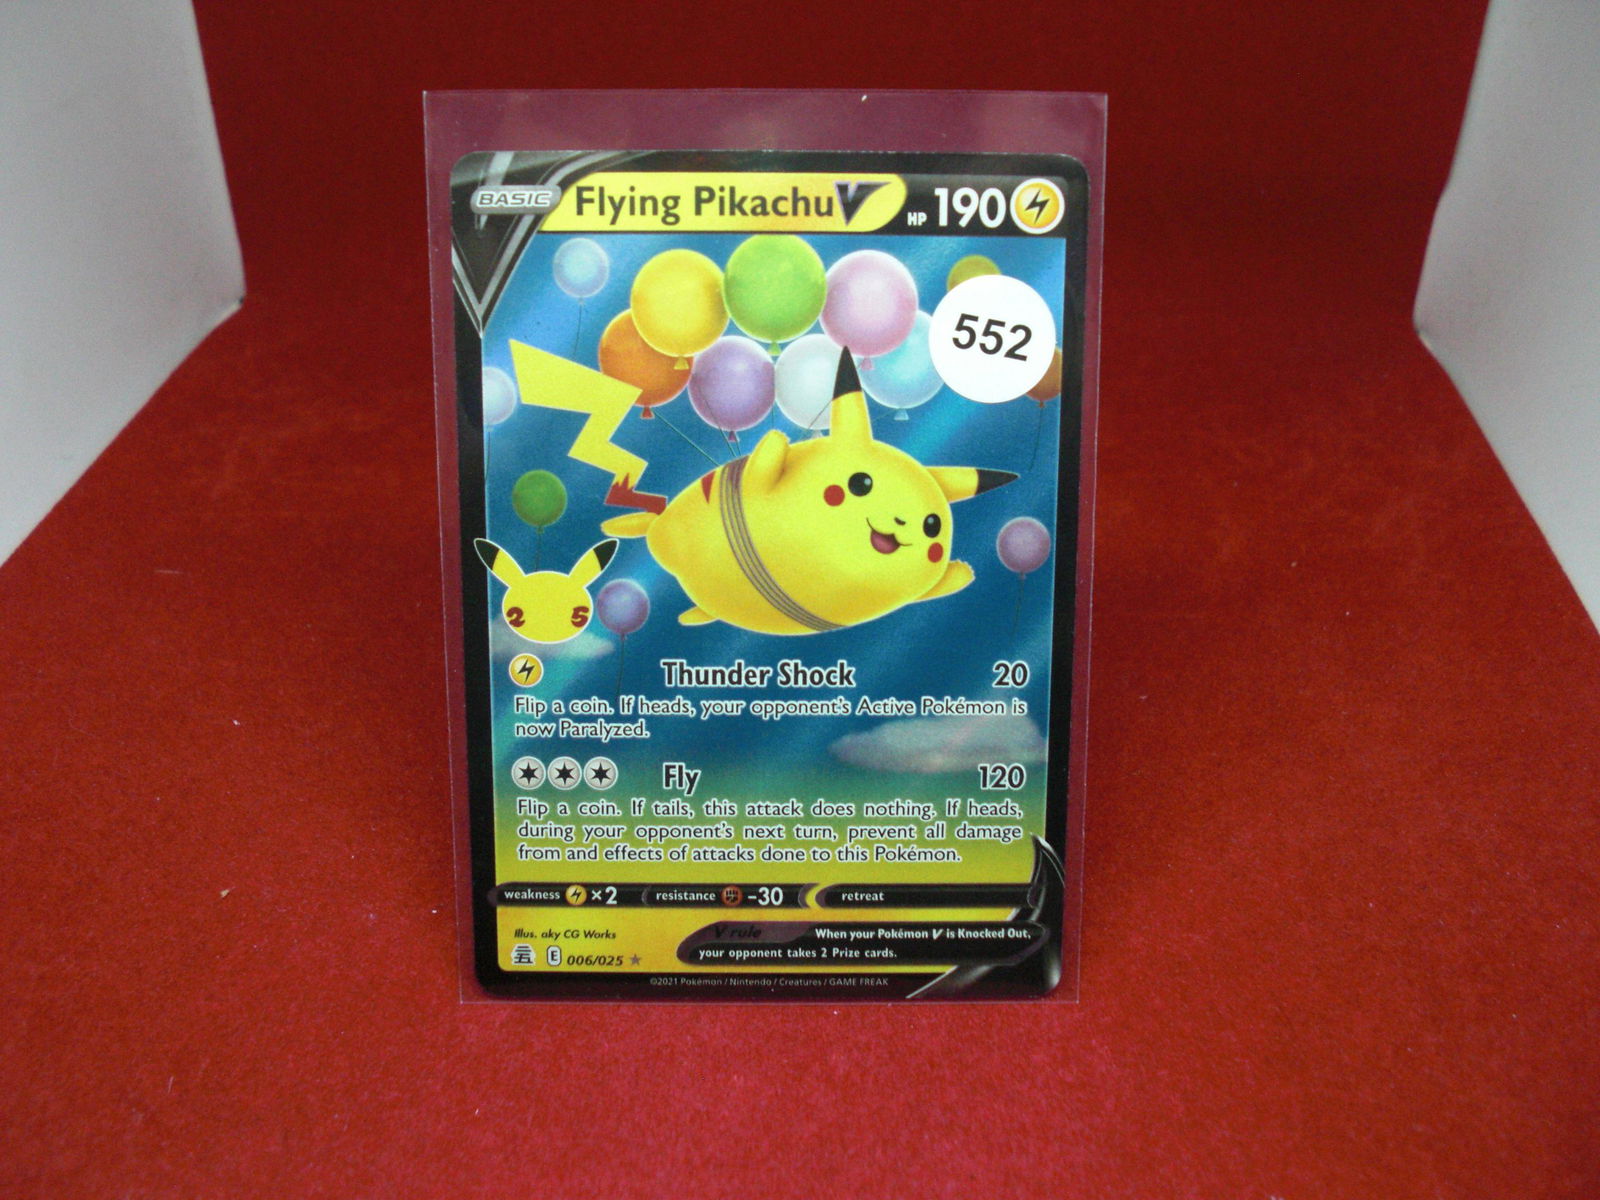 BASIC Flying Pikachu V HP 190
552
25
Thunder Shock 20
Flip a coin. If heads, your opponent's Active Pokémon is
now Paralyzed.
Fly 120
Flip a coin. If tails, this attack does nothing. If heads,
during your opponent's next turn, prevent all damage
from and effects of attacks done to this Pokémon.
weakness ×2 resistance -30 retreat
Illus. aky CG Works
V rule When your Pokémon V is Knocked Out,
your opponent takes 2 Prize cards.
E 006/025 ★
©2021 Pokémon / Nintendo / Creatures / GAME FREAK